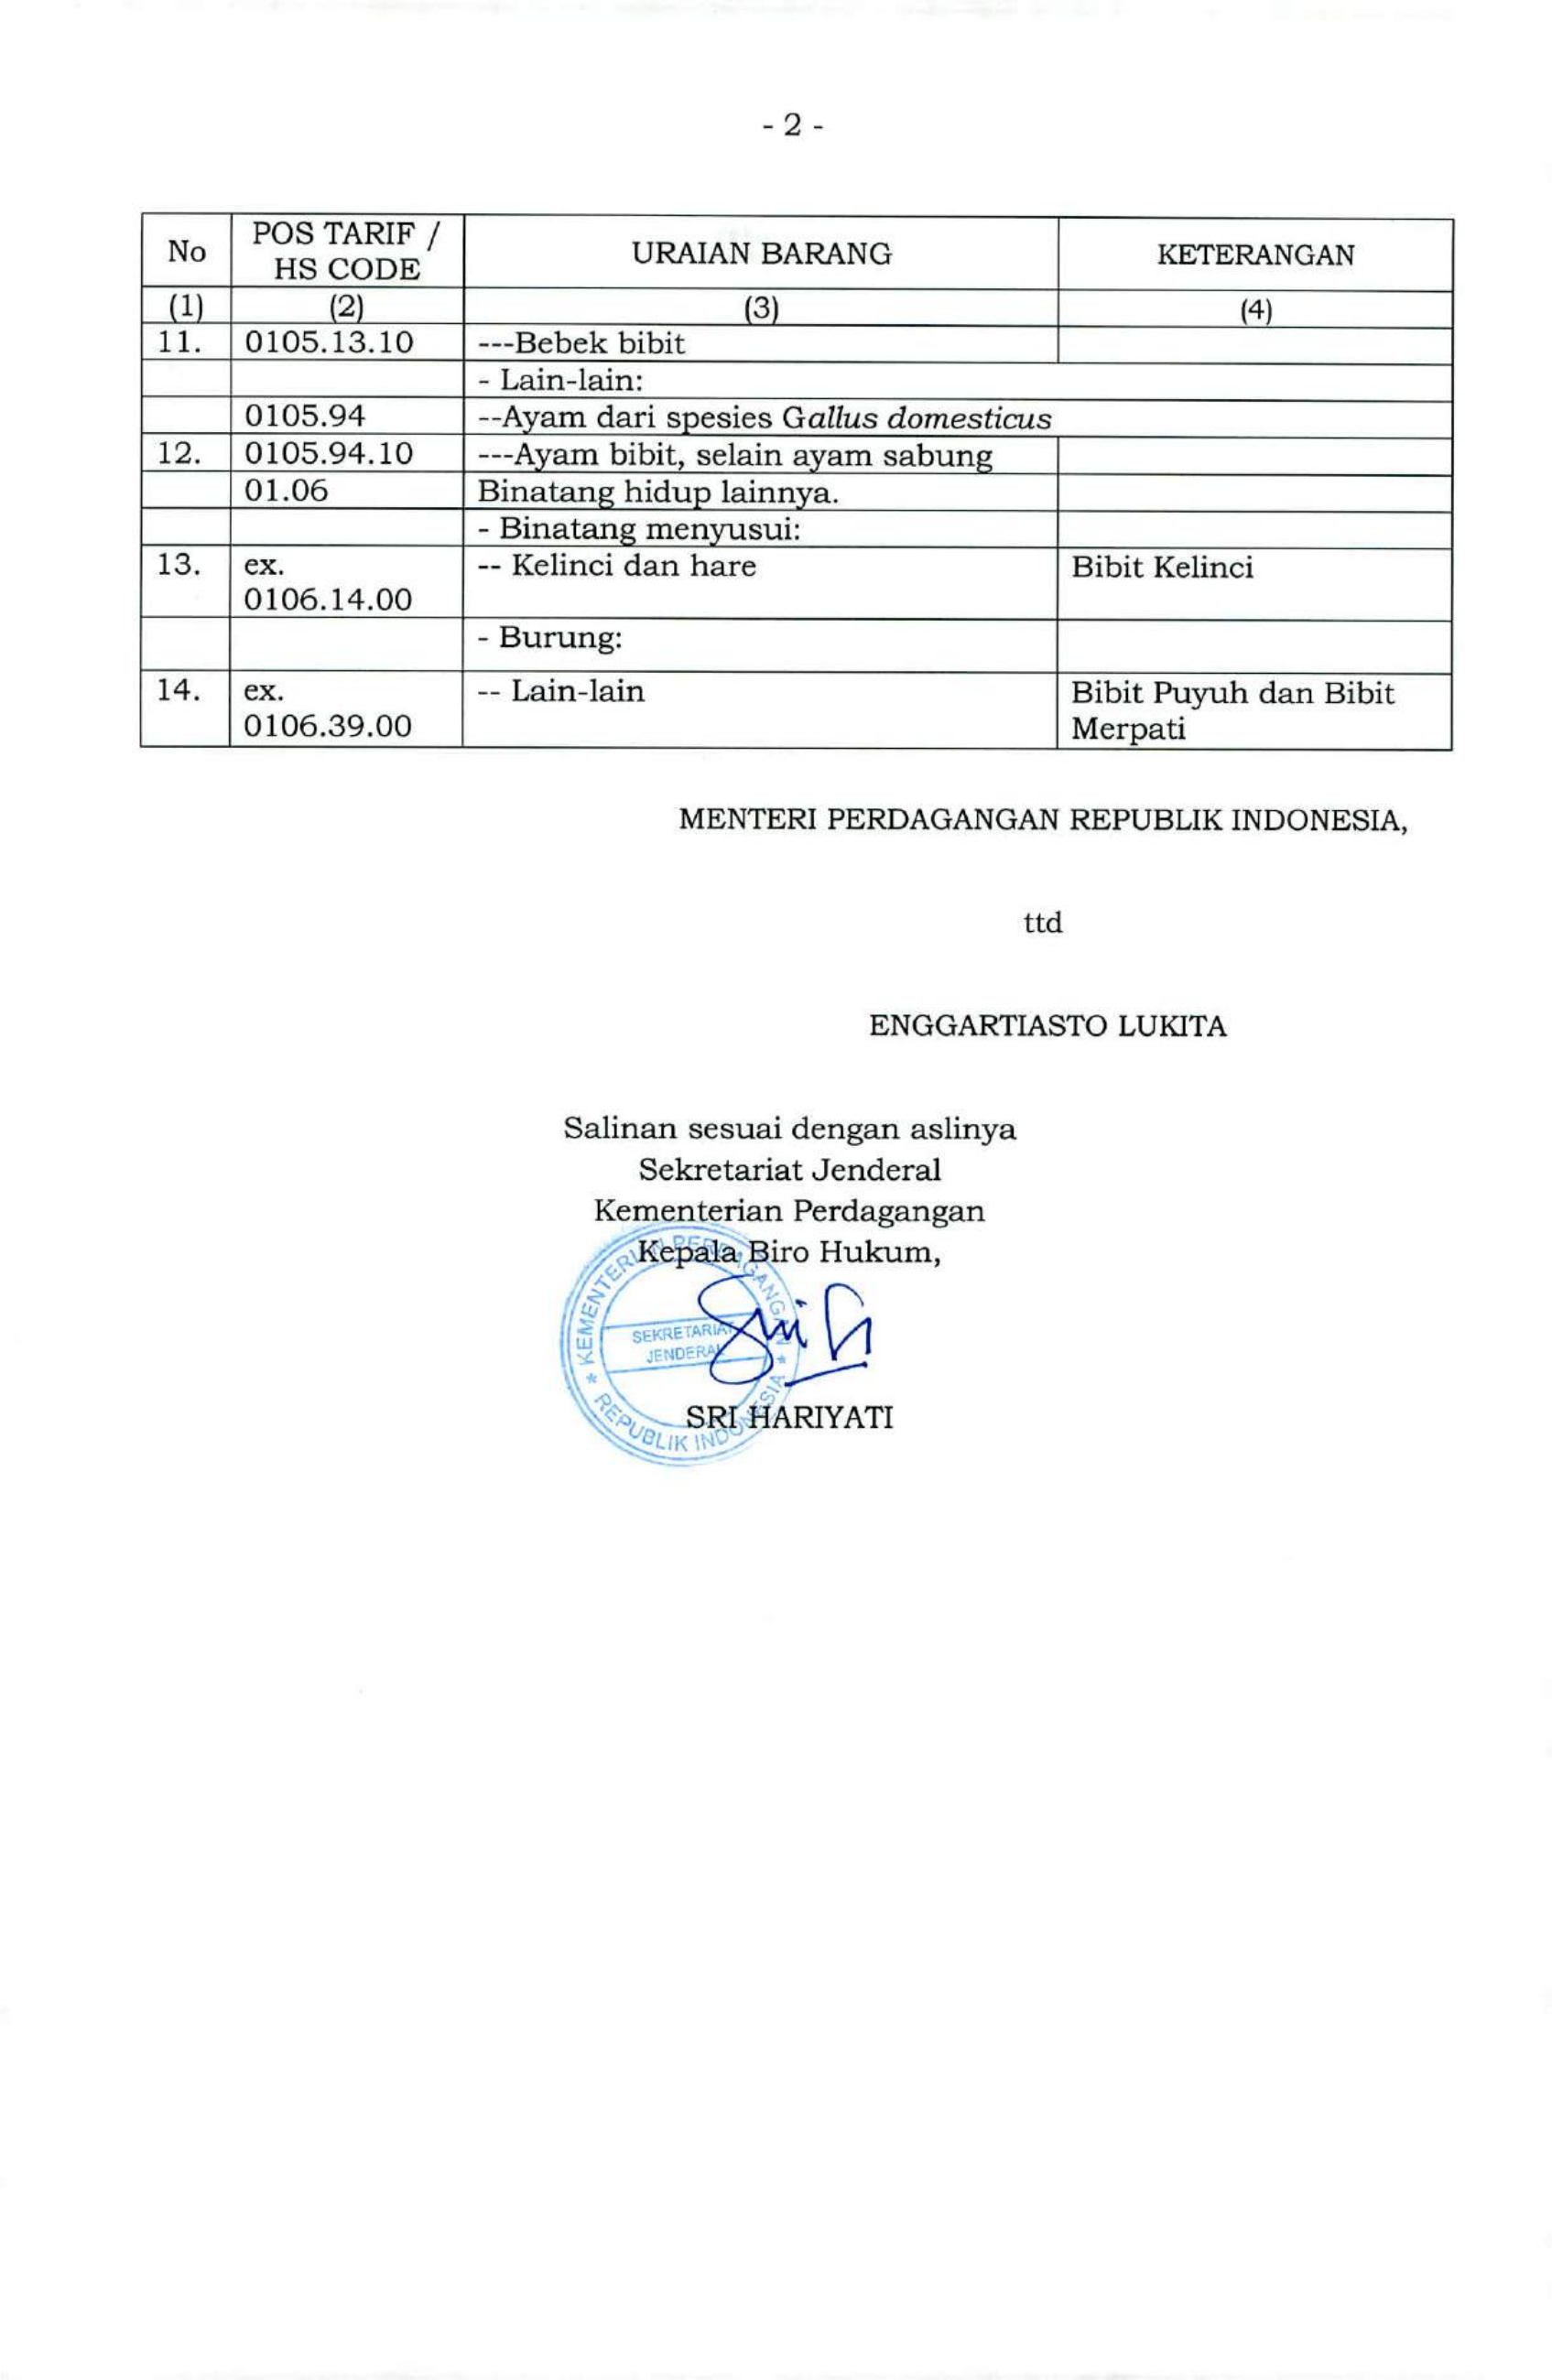 - 2 -
No
POS TARIF /
HS CODE
URAIAN BARANG
KETERANGAN
(1)
(2)
(3)
(4)
11. 0105.13.10 ---Bebek bibit
- Lain-lain:
0105.94 --Ayam dari spesies Gallus domesticus
12. 0105.94.10 ---Ayam bibit, selain ayam sabung
01.06 Binatang hidup lainnya.
- Binatang menyusui:
13. ex. -- Kelinci dan hare Bibit Kelinci
0106.14.00
- Burung:
14. ex. -- Lain-lain Bibit Puyuh dan Bibit
0106.39.00 Merpati
MENTERI PERDAGANGAN REPUBLIK INDONESIA,
ttd
ENGGARTIASTO LUKITA
Salinan sesuai dengan aslinya
Sekretariat Jenderal
Kementerian Perdagangan
Kepala Biro Hukum,
KEMENTERIAN PERDAGANGAN
SEKRETARIAT
JENDERAL
* REPUBLIK INDONESIA *
SRI HARIYATI